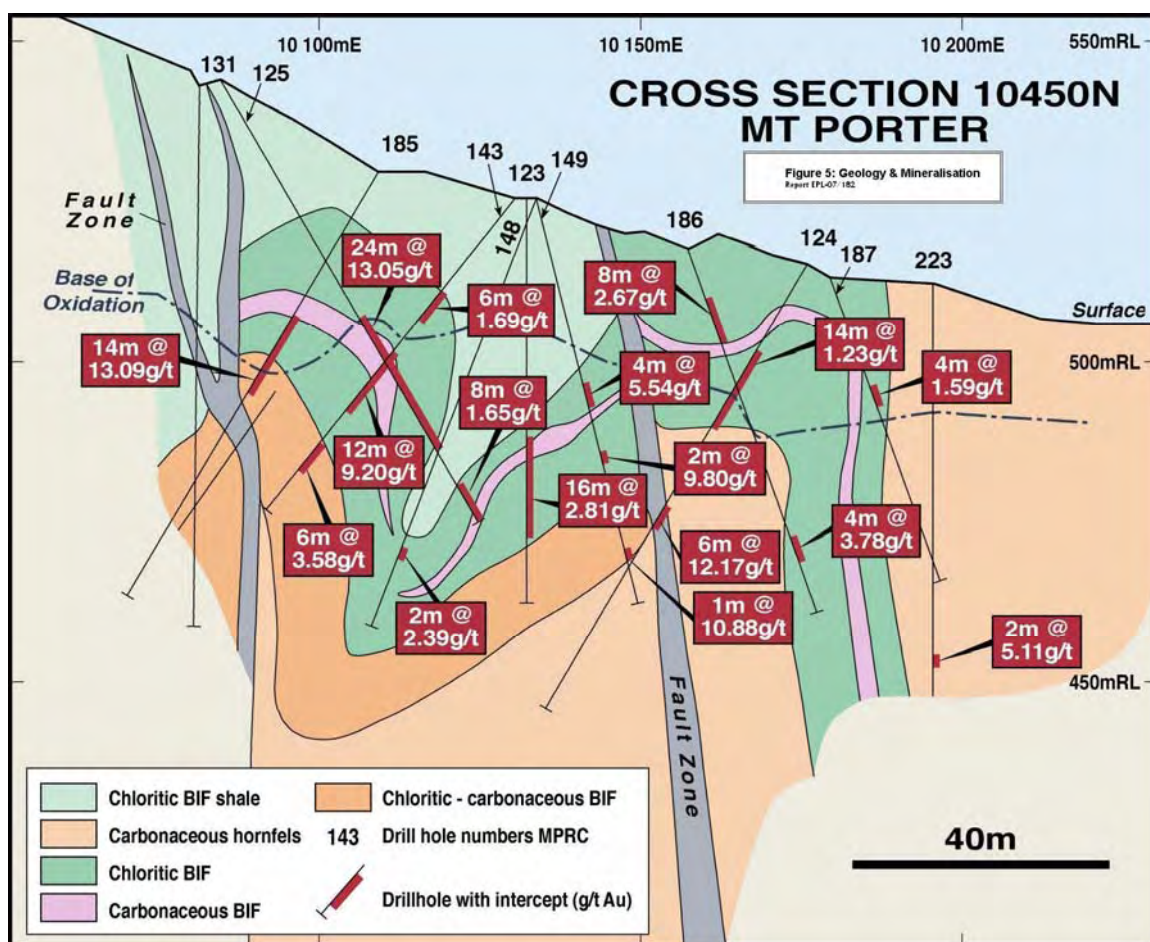 10 100mE
10 150mE
10 200mE
550mRL
CROSS SECTION 10450N
MT PORTER
Figure 5: Geology & Mineralisation
Report EPL-07/182
131
125
185
143
123
149
148
186
124
187
223
Fault
Zone
Base of
Oxidation
Surface
24m @
13.05g/t
6m @
1.69g/t
8m @
2.67g/t
14m @
13.09g/t
4m @
5.54g/t
14m @
1.23g/t
4m @
1.59g/t
500mRL
8m @
1.65g/t
12m @
9.20g/t
2m @
9.80g/t
16m @
2.81g/t
6m @
3.58g/t
4m @
3.78g/t
6m @
12.17g/t
2m @
2.39g/t
1m @
10.88g/t
2m @
5.11g/t
450mRL
Fault Zone
Chloritic BIF shale
Carbonaceous hornfels
Chloritic BIF
Carbonaceous BIF
Chloritic - carbonaceous BIF
143 Drill hole numbers MPRC
Drillhole with intercept (g/t Au)
40m